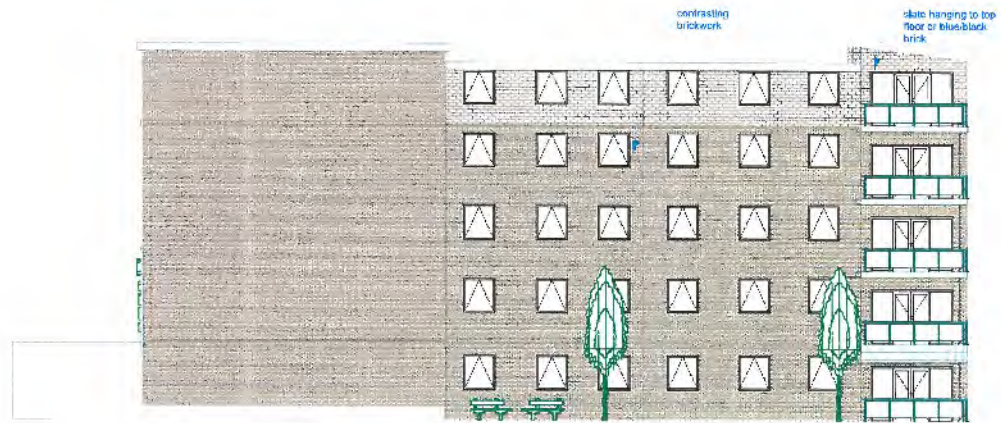 contrasting
brickwork
slate hanging to top
floor or blue/black
brick